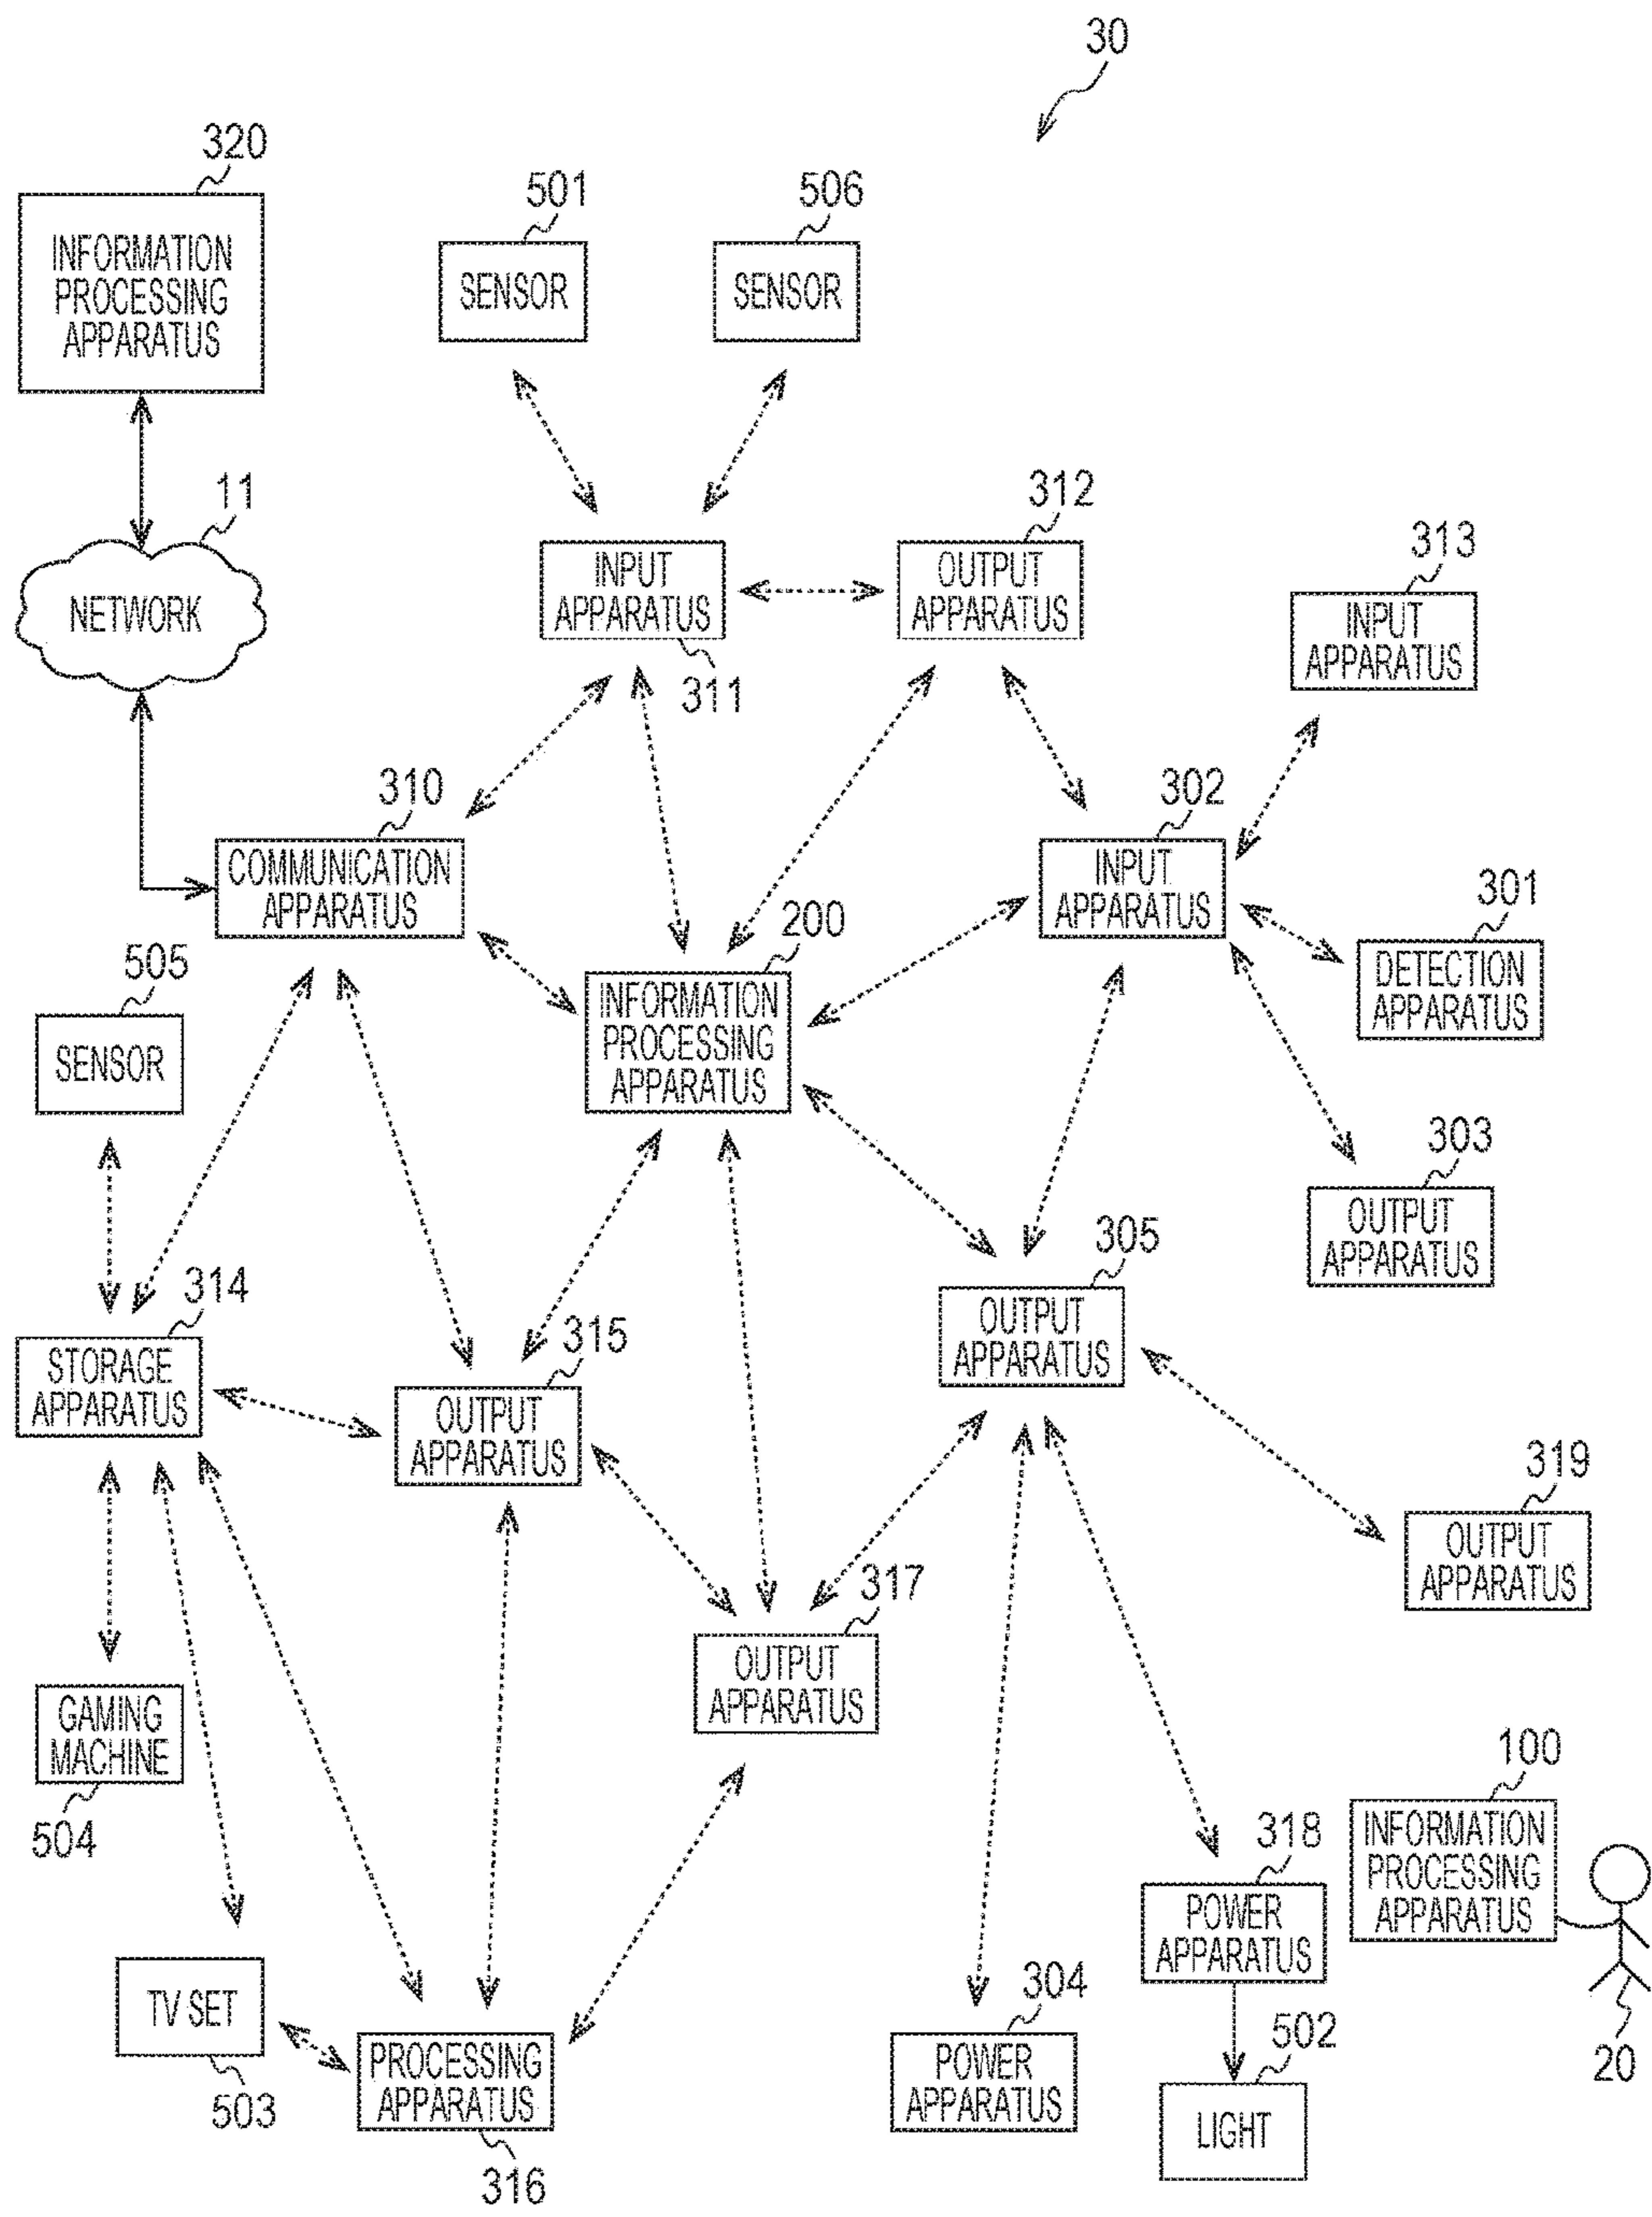 30
320
INFORMATION
PROCESSING
APPARATUS
501
SENSOR
506
SENSOR
11
NETWORK
INPUT
APPARATUS
311
312
OUTPUT
APPARATUS
313
INPUT
APPARATUS
310
COMMUNICATION
APPARATUS
302
INPUT
APPARATUS
200
INFORMATION
PROCESSING
APPARATUS
301
DETECTION
APPARATUS
505
SENSOR
303
OUTPUT
APPARATUS
305
OUTPUT
APPARATUS
314
STORAGE
APPARATUS
315
OUTPUT
APPARATUS
319
OUTPUT
APPARATUS
317
OUTPUT
APPARATUS
GAMING
MACHINE
504
100
INFORMATION
PROCESSING
APPARATUS
318
POWER
APPARATUS
TV SET
503
PROCESSING
APPARATUS
316
304
POWER
APPARATUS
502
LIGHT
20